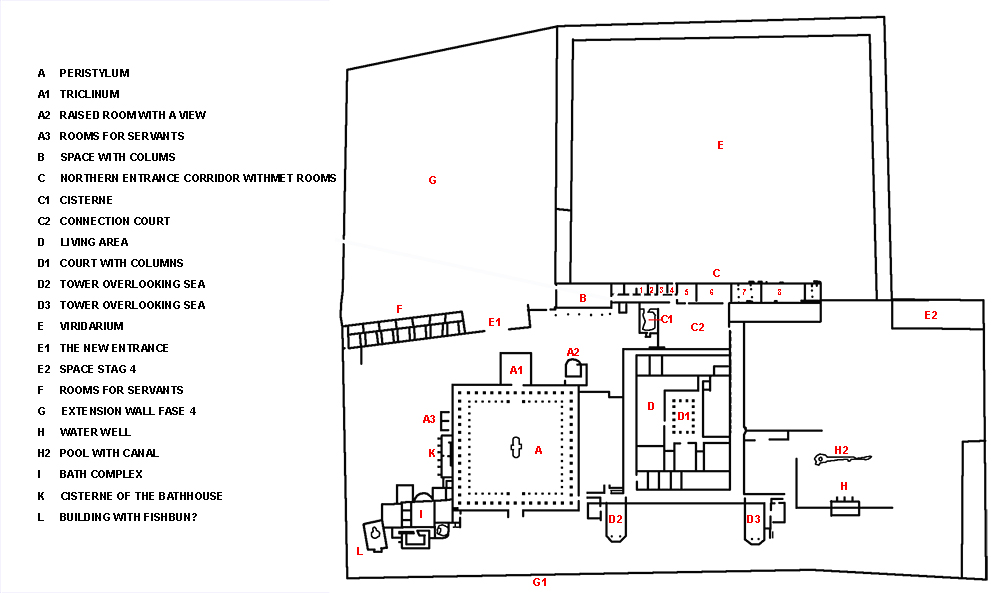 A PERISTYLUM
A1 TRICLINUM
A2 RAISED ROOM WITH A VIEW
A3 ROOMS FOR SERVANTS
B SPACE WITH COLUMS
C NORTHERN ENTRANCE CORRIDOR WITHMET ROOMS
C1 CISTERNE
C2 CONNECTION COURT
D LIVING AREA
D1 COURT WITH COLUMNS
D2 TOWER OVERLOOKING SEA
D3 TOWER OVERLOOKING SEA
E VIRIDARIUM
E1 THE NEW ENTRANCE
E2 SPACE STAG 4
F ROOMS FOR SERVANTS
G EXTENSION WALL FASE 4
H WATER WELL
H2 POOL WITH CANAL
I BATH COMPLEX
K CISTERNE OF THE BATHHOUSE
L BUILDING WITH FISHBUN?
E
G
C
1 2 3 4 5 6 7 8
B
F
E1
C1
C2
E2
A2
A1
D
D1
A3
K
A
H2
H
I
D2
D3
L
G1